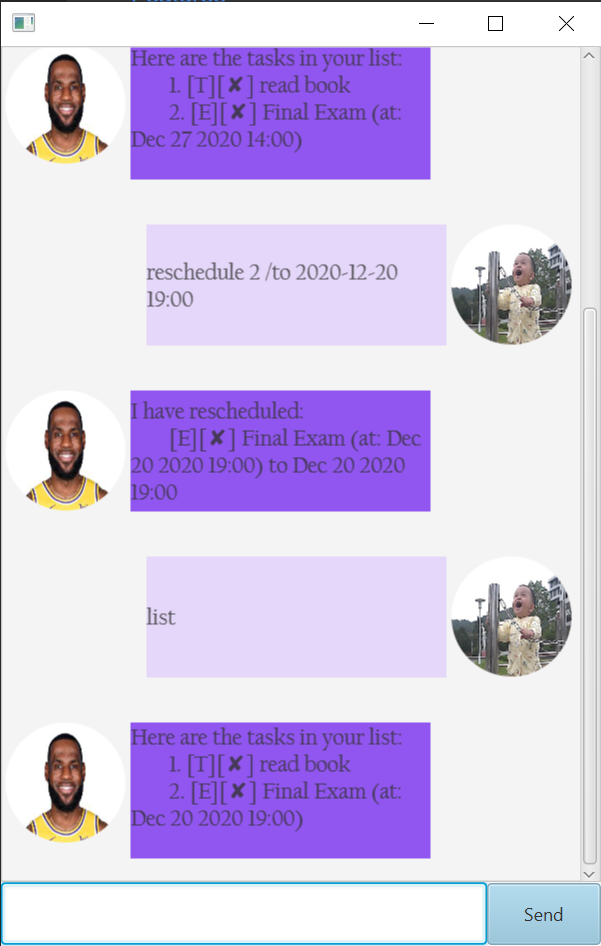 Here are the tasks in your list:
1. [T][✘] read book
2. [E][✘] Final Exam (at:
Dec 27 2020 14:00)
reschedule 2 /to 2020-12-20
19:00
I have rescheduled:
[E][✘] Final Exam (at: Dec
20 2020 19:00) to Dec 20 2020
19:00
list
Here are the tasks in your list:
1. [T][✘] read book
2. [E][✘] Final Exam (at:
Dec 20 2020 19:00)
Send